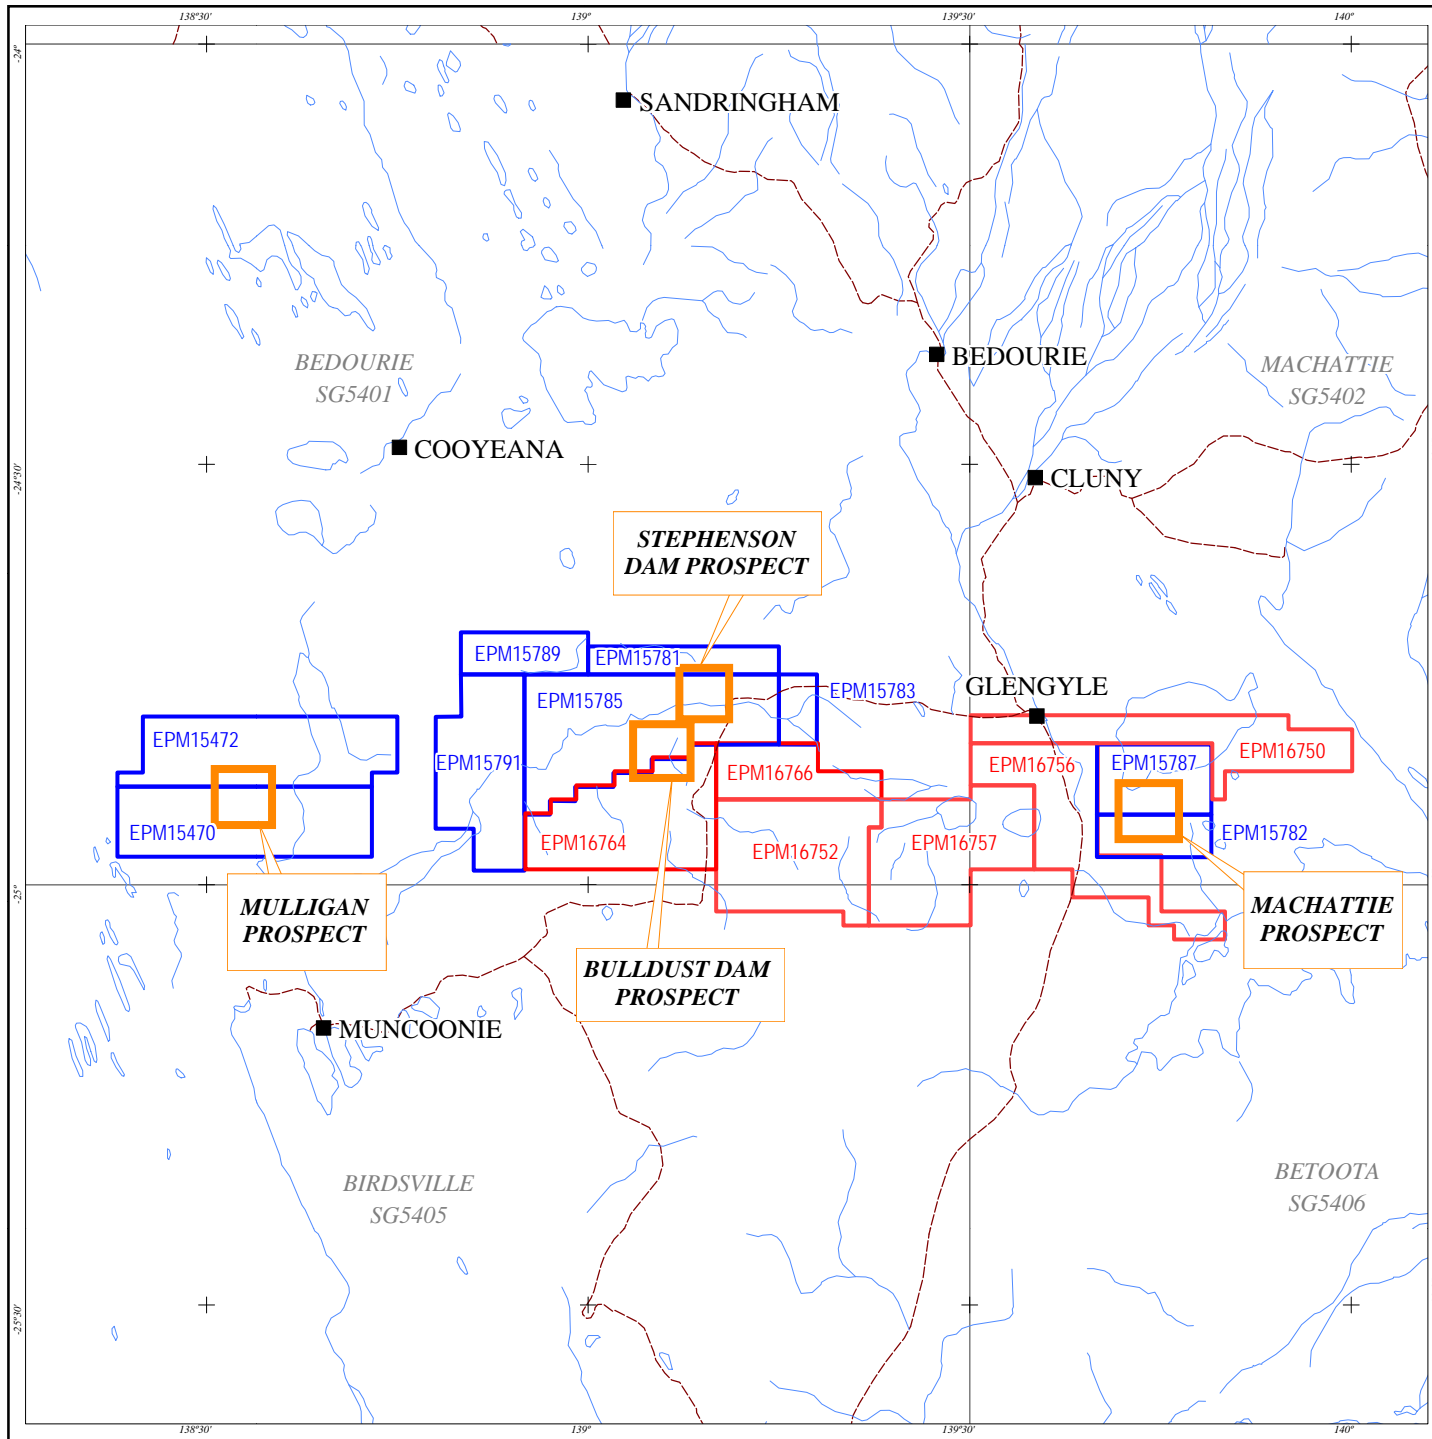 138°30'
139°
139°30'
140°
-24°
SANDRINGHAM
BEDOURIE
SG5401
BEDOURIE
MACHATTIE
SG5402
COOYEANA
-24°30'
CLUNY
STEPHENSON
DAM PROSPECT
EPM15789
EPM15781
EPM15785
EPM15783
GLENGYLE
EPM15472
EPM15791
EPM16766
EPM16756
EPM15787
EPM16750
EPM15470
EPM16764
EPM16752
EPM16757
EPM15782
-25°
MULLIGAN
PROSPECT
MACHATTIE
PROSPECT
BULLDUST DAM
PROSPECT
MUNCOONIE
BIRDSVILLE
SG5405
BETOOTA
SG5406
-25°30'
138°30'
139°
139°30'
140°